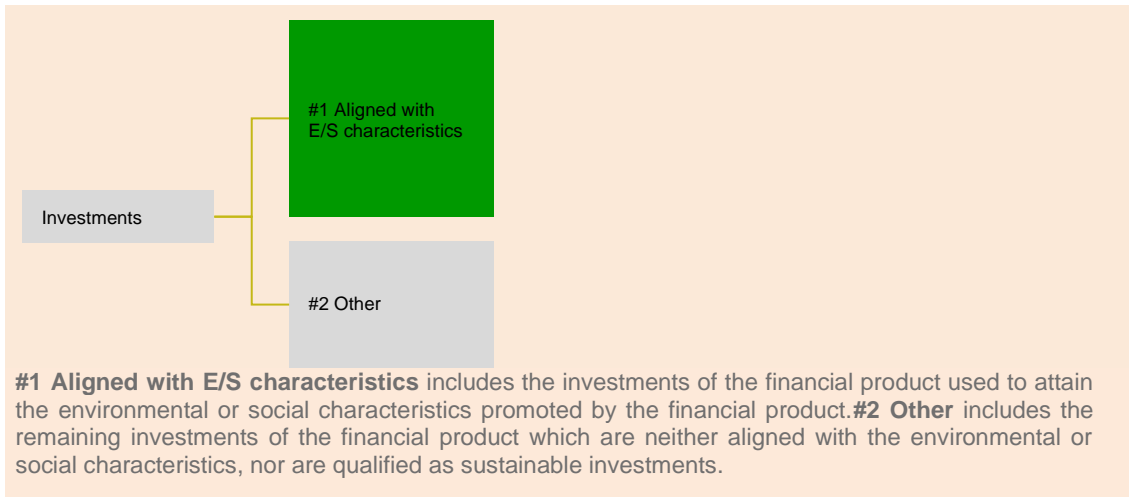 #1 Aligned with
E/S characteristics
Investments
#2 Other
#1 Aligned with E/S characteristics includes the investments of the financial product used to attain
the environmental or social characteristics promoted by the financial product.#2 Other includes the
remaining investments of the financial product which are neither aligned with the environmental or
social characteristics, nor are qualified as sustainable investments.